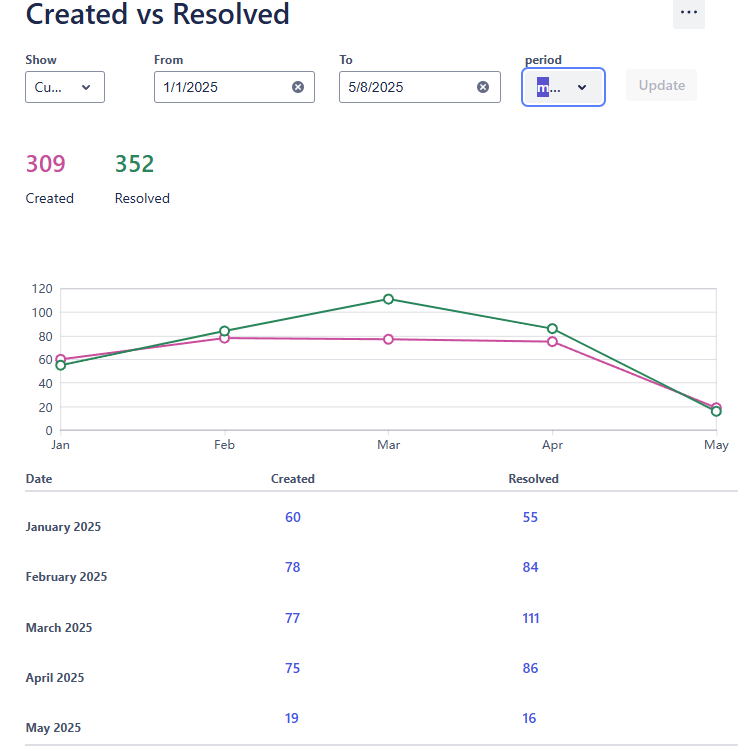 Created vs Resolved
Show From To period
Cu... 1/1/2025 5/8/2025 m... Update
309 352
Created Resolved
120
100
80
60
40
20
0
Jan Feb Mar Apr May
Date Created Resolved
January 2025 60 55
February 2025 78 84
March 2025 77 111
April 2025 75 86
May 2025 19 16